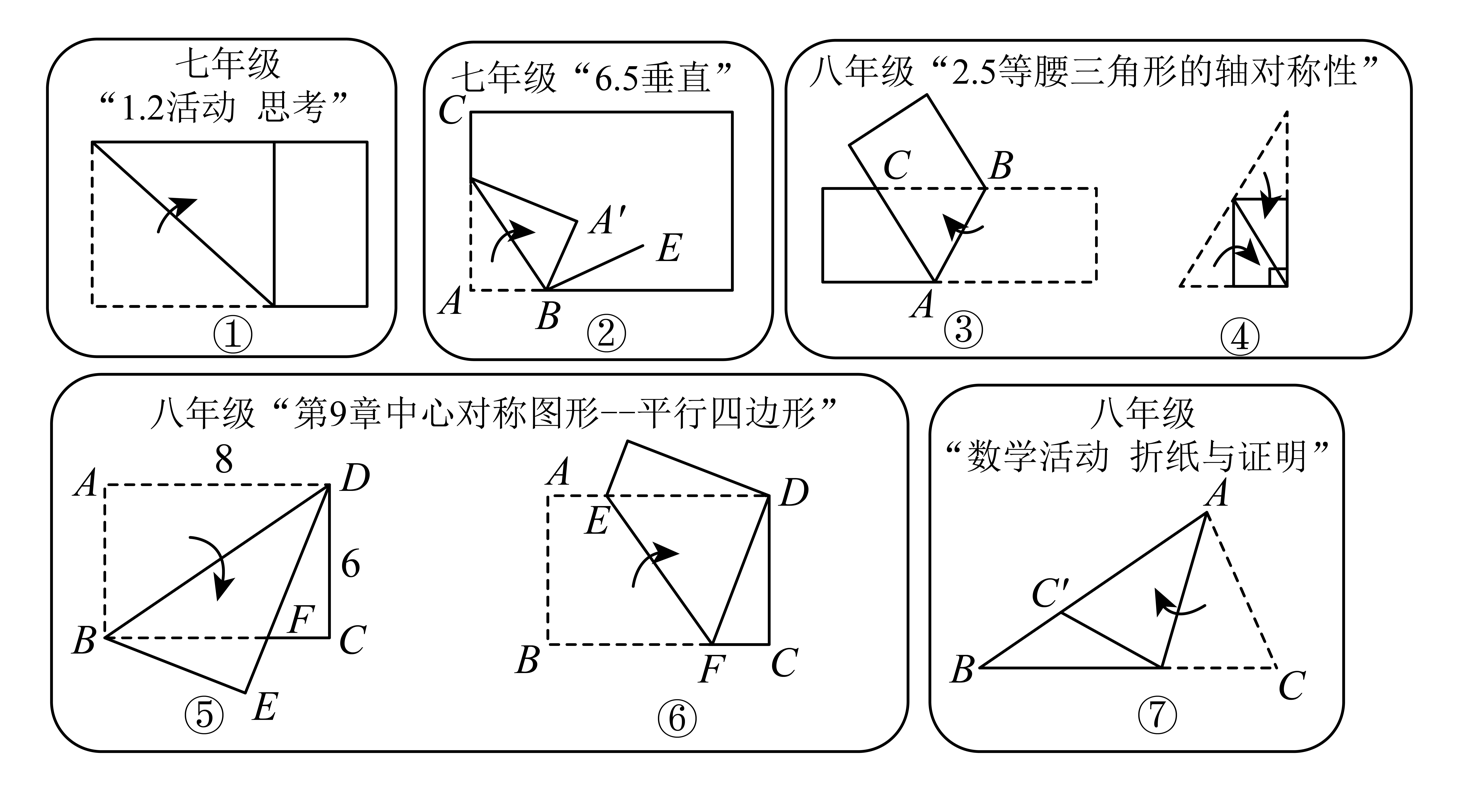 七年级
“1.2活动 思考”
①
七年级“6.5垂直”
C
A′
E
A
B
②
八年级“2.5等腰三角形的轴对称性”
C
B
A
③
④
八年级“第9章中心对称图形--平行四边形”
8
A
D
6
B
F
C
E
⑤
A
D
E
B
F
C
⑥
八年级
“数学活动 折纸与证明”
A
C′
B
C
⑦